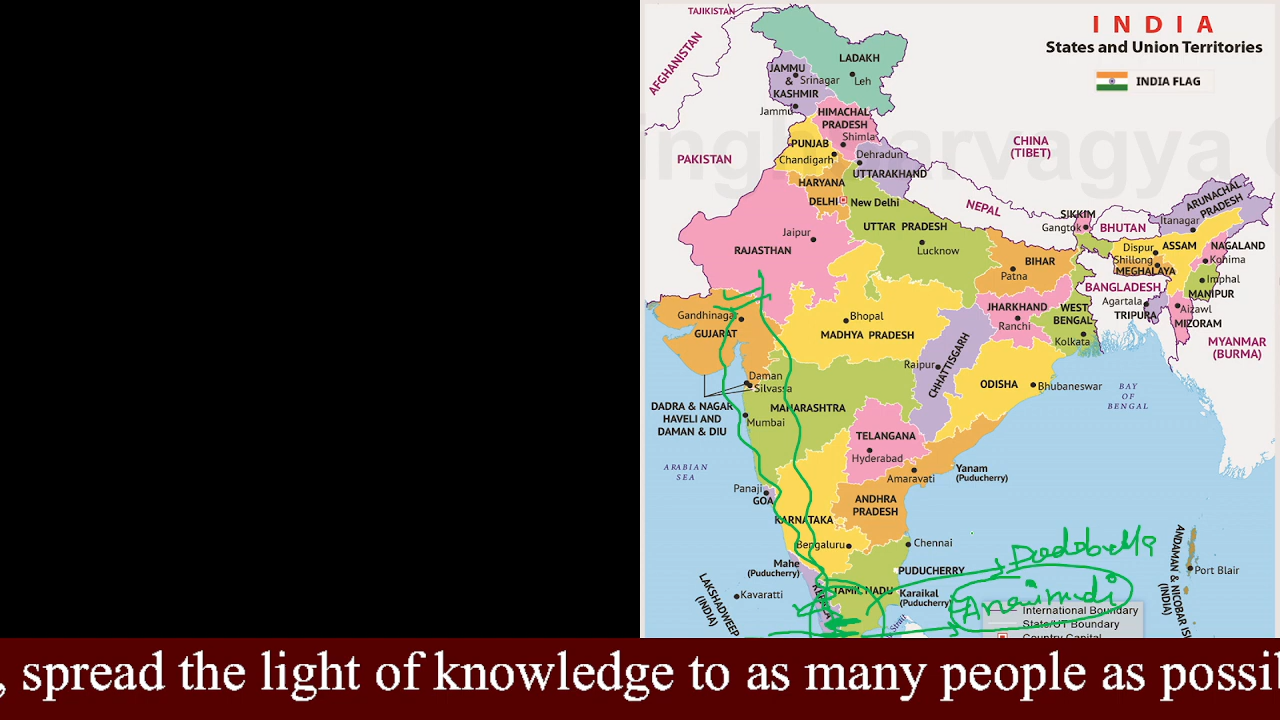 TAJIKISTAN
INDIA
States and Union Territories
INDIA FLAG
AFGHANISTAN
LADAKH
Leh
JAMMU
&
KASHMIR
Srinagar
Jammu
HIMACHAL
PRADESH
Shimla
PUNJAB
Chandigarh
Dehradun
UTTARAKHAND
PAKISTAN
CHINA
(TIBET)
HARYANA
DELHI
New Delhi
NEPAL
SIKKIM
Gangtok
BHUTAN
ARUNACHAL
PRADESH
Itanagar
UTTAR PRADESH
Lucknow
Jaipur
RAJASTHAN
BIHAR
Patna
Dispur
ASSAM
NAGALAND
Shillong
Kohima
MEGHALAYA
Imphal
BANGLADESH
MANIPUR
Agartala
TRIPURA
Aizawl
MIZORAM
MYANMAR
(BURMA)
Gandhinagar
GUJARAT
Bhopal
MADHYA PRADESH
JHARKHAND
Ranchi
WEST
BENGAL
Kolkata
Raipur
CHHATTISGARH
ODISHA
Bhubaneswar
BAY
OF
BENGAL
Daman
Silvassa
DADRA & NAGAR
HAVELI AND
DAMAN & DIU
MAHARASHTRA
Mumbai
TELANGANA
Hyderabad
ARABIAN
SEA
Amaravati
Yanam
(Puducherry)
Panaji
GOA
ANDHRA
PRADESH
KARNATAKA
Bengaluru
Chennai
Mahe
(Puducherry)
PUDUCHERRY
Port Blair
LAKSHADWEEP
(INDIA)
Kavaratti
KERALA
TAMIL NADU
Karaikal
(Puducherry)
Anaimudi
International Boundary
State/UT Boundary
Country Capital
, spread the light of knowledge to as many people as possi